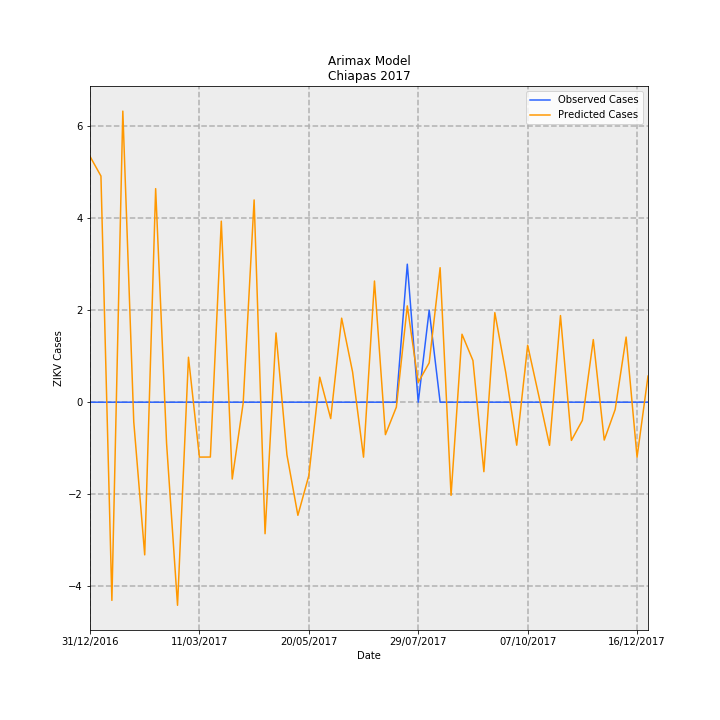 Arimax Model
Chiapas 2017
Observed Cases
Predicted Cases
6
4
2
0
−2
−4
ZIKV Cases
31/12/2016 11/03/2017 20/05/2017 29/07/2017 07/10/2017 16/12/2017
Date